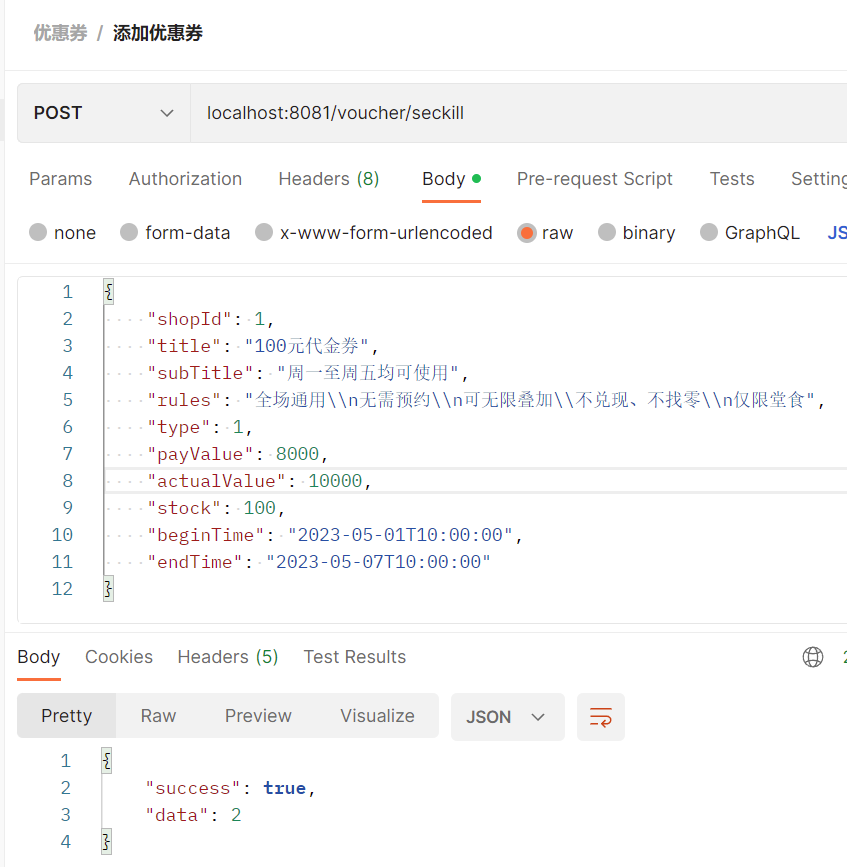 优惠券 / 添加优惠券
POST localhost:8081/voucher/seckill
Params Authorization Headers (8) Body Pre-request Script Tests Setting
none form-data x-www-form-urlencoded raw binary GraphQL JS
1 {
2 "shopId": 1,
3 "title": "100元代金券",
4 "subTitle": "周一至周五均可使用",
5 "rules": "全场通用\\n无需预约\\n可无限叠加\\不兑现、不找零\\n仅限堂食",
6 "type": 1,
7 "payValue": 8000,
8 "actualValue": 10000,
9 "stock": 100,
10 "beginTime": "2023-05-01T10:00:00",
11 "endTime": "2023-05-07T10:00:00"
12 }
Body Cookies Headers (5) Test Results 2
Pretty Raw Preview Visualize JSON
1 {
2 "success": true,
3 "data": 2
4 }